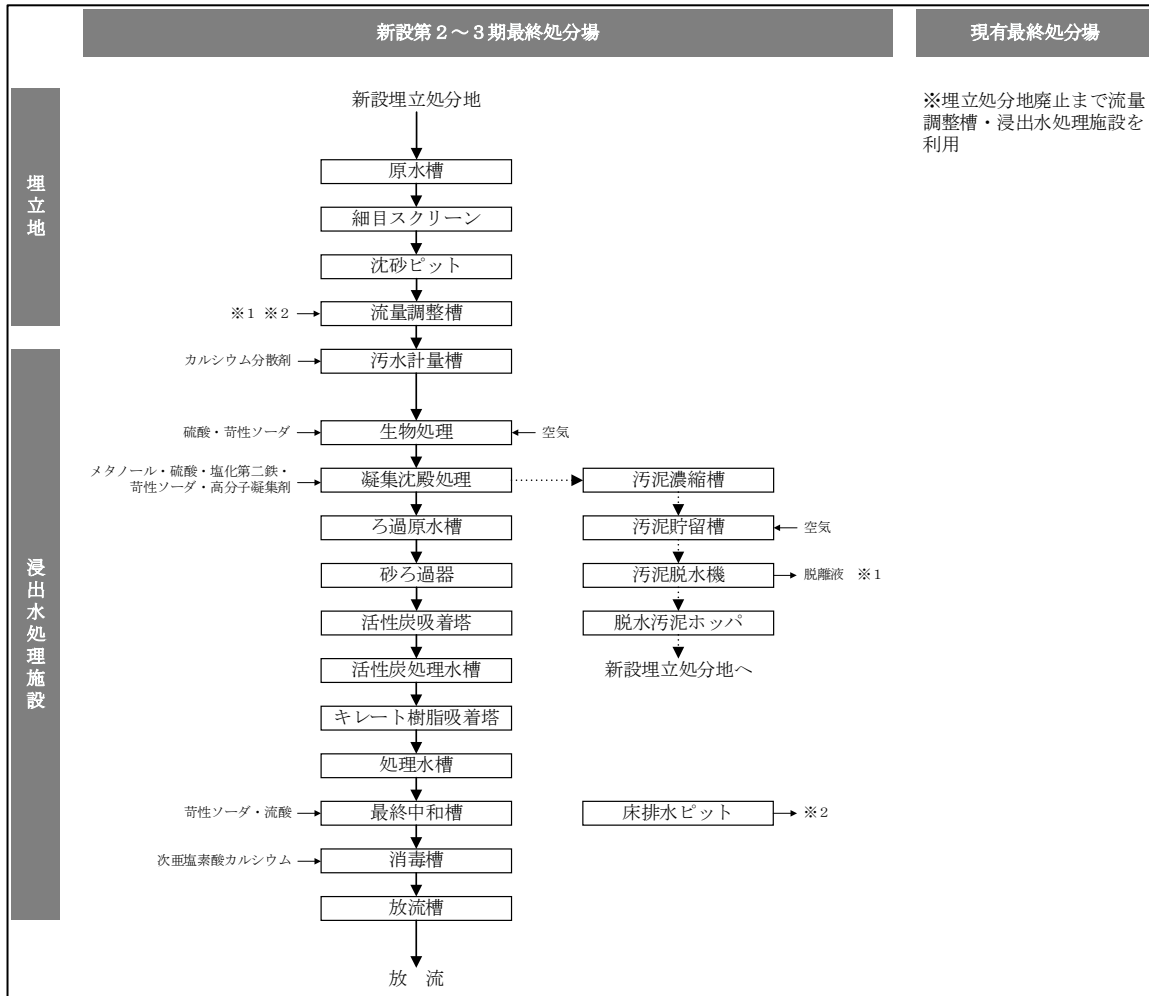 新設第２～３期最終処分場
現有最終処分場
埋立地
新設埋立処分地
※埋立処分地廃止まで流量
調整槽・浸出水処理施設を
利用
原水槽
細目スクリーン
沈砂ピット
※１ ※２
流量調整槽
浸出水処理施設
カルシウム分散剤
汚水計量槽
硫酸・苛性ソーダ
生物処理
空気
メタノール・硫酸・塩化第二鉄・
苛性ソーダ・高分子凝集剤
凝集沈殿処理
汚泥濃縮槽
ろ過原水槽
汚泥貯留槽
空気
砂ろ過器
汚泥脱水機
脱離液 ※１
活性炭吸着塔
脱水汚泥ホッパ
活性炭処理水槽
新設埋立処分地へ
キレート樹脂吸着塔
処理水槽
苛性ソーダ・流酸
最終中和槽
床排水ピット
※２
次亜塩素酸カルシウム
消毒槽
放流槽
放 流